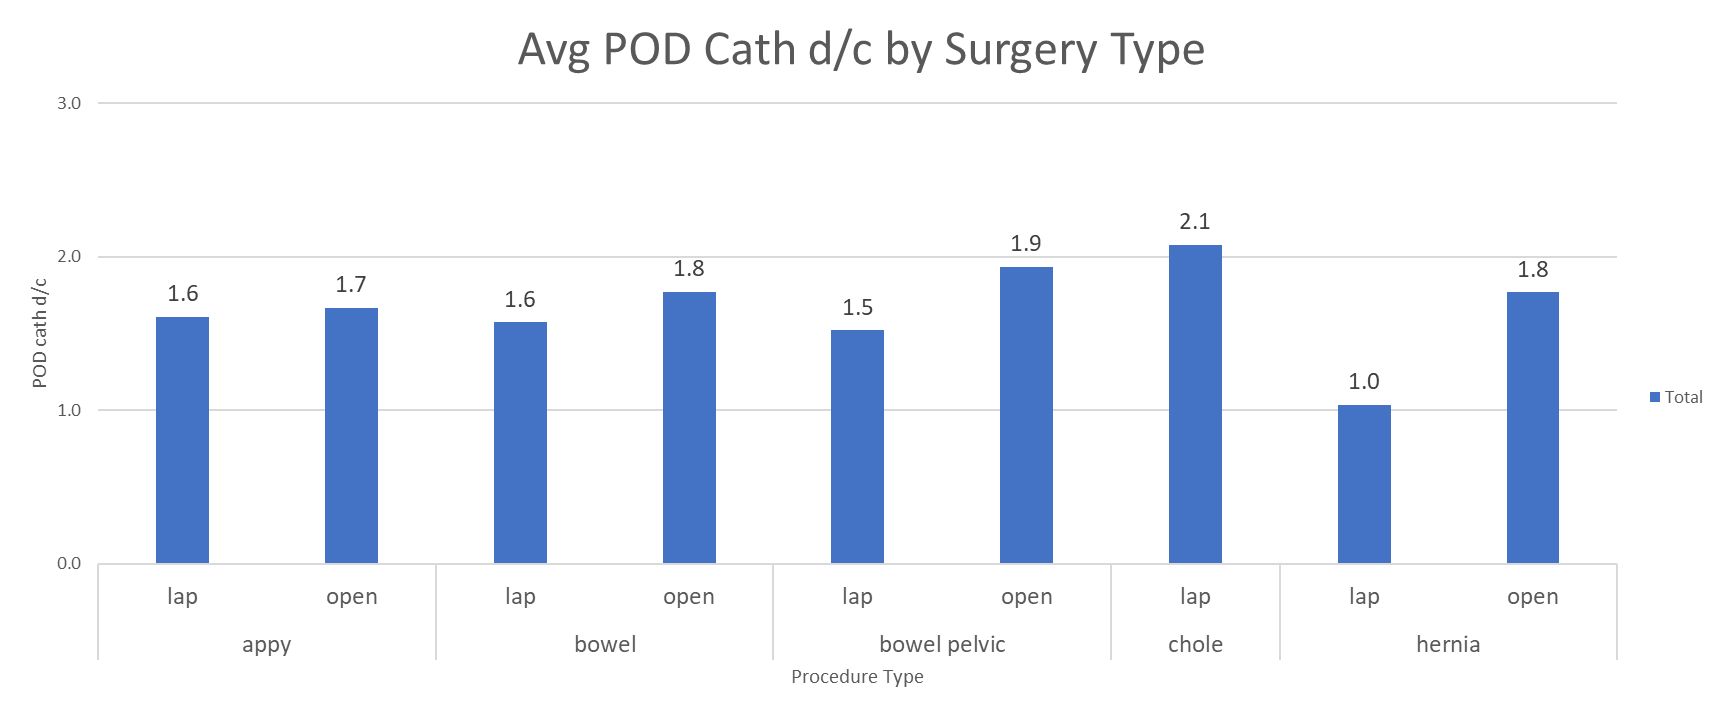 Avg POD Cath d/c by Surgery Type
3.0
2.0
1.0
0.0
POD cath d/c
1.6
1.7
1.6
1.8
1.5
1.9
2.1
1.0
1.8
lap open lap open lap open lap lap open
appy bowel bowel pelvic chole hernia
Procedure Type
Total